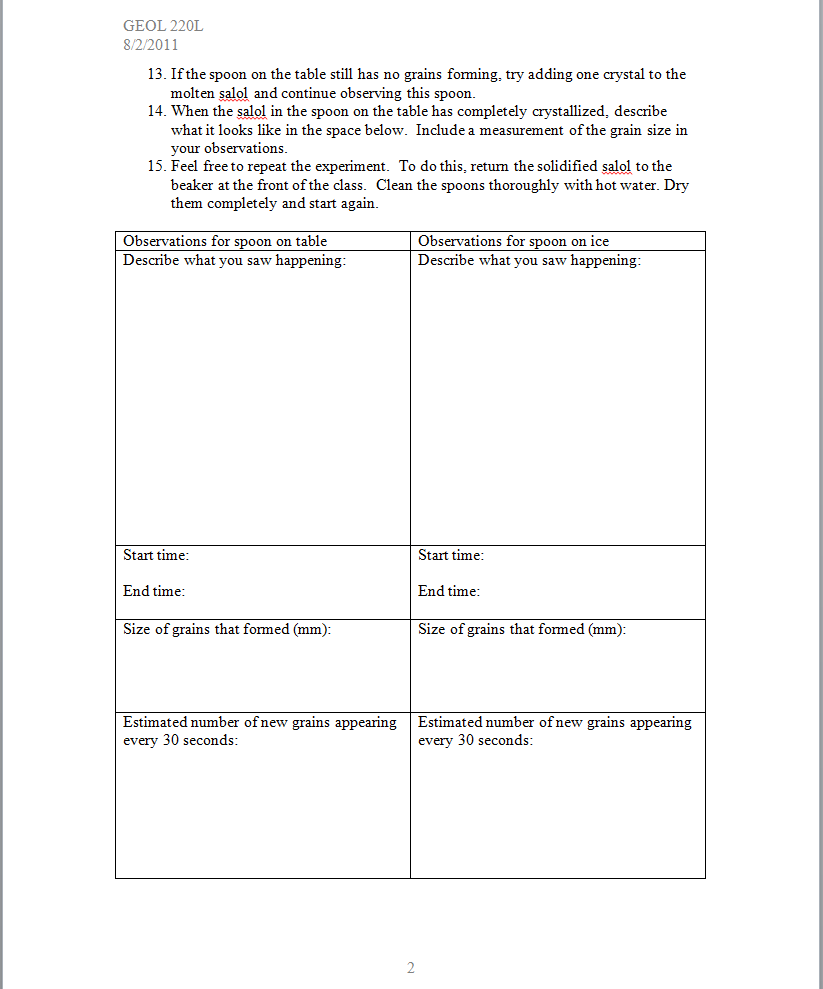 GEOL 220L
8/2/2011
13. If the spoon on the table still has no grains forming, try adding one crystal to the
molten salol and continue observing this spoon.
14. When the salol in the spoon on the table has completely crystallized, describe
what it looks like in the space below. Include a measurement of the grain size in
your observations.
15. Feel free to repeat the experiment. To do this, return the solidified salol to the
beaker at the front of the class. Clean the spoons thoroughly with hot water. Dry
them completely and start again.
Observations for spoon on table
Observations for spoon on ice
Describe what you saw happening:
Describe what you saw happening:
Start time:
Start time:
End time:
End time:
Size of grains that formed (mm):
Size of grains that formed (mm):
Estimated number of new grains appearing
every 30 seconds:
Estimated number of new grains appearing
every 30 seconds:
2